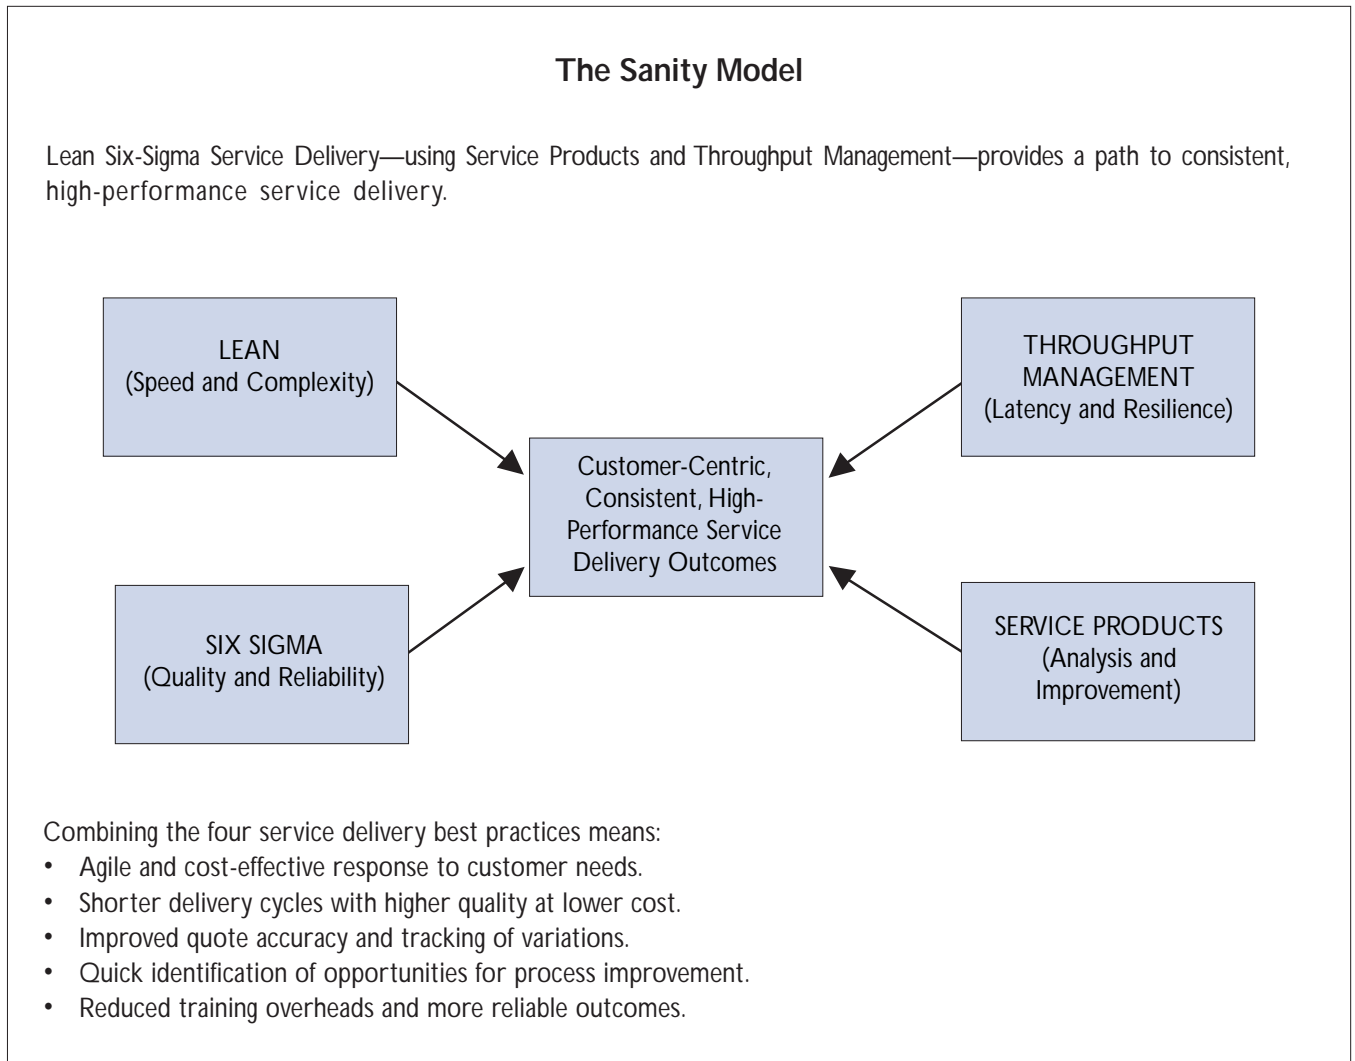 The Sanity Model
Lean Six-Sigma Service Delivery—using Service Products and Throughput Management—provides a path to consistent,
high-performance service delivery.
LEAN
(Speed and Complexity)
THROUGHPUT
MANAGEMENT
(Latency and Resilience)
Customer-Centric,
Consistent, High-
Performance Service
Delivery Outcomes
SIX SIGMA
(Quality and Reliability)
SERVICE PRODUCTS
(Analysis and
Improvement)
Combining the four service delivery best practices means:
• Agile and cost-effective response to customer needs.
• Shorter delivery cycles with higher quality at lower cost.
• Improved quote accuracy and tracking of variations.
• Quick identification of opportunities for process improvement.
• Reduced training overheads and more reliable outcomes.